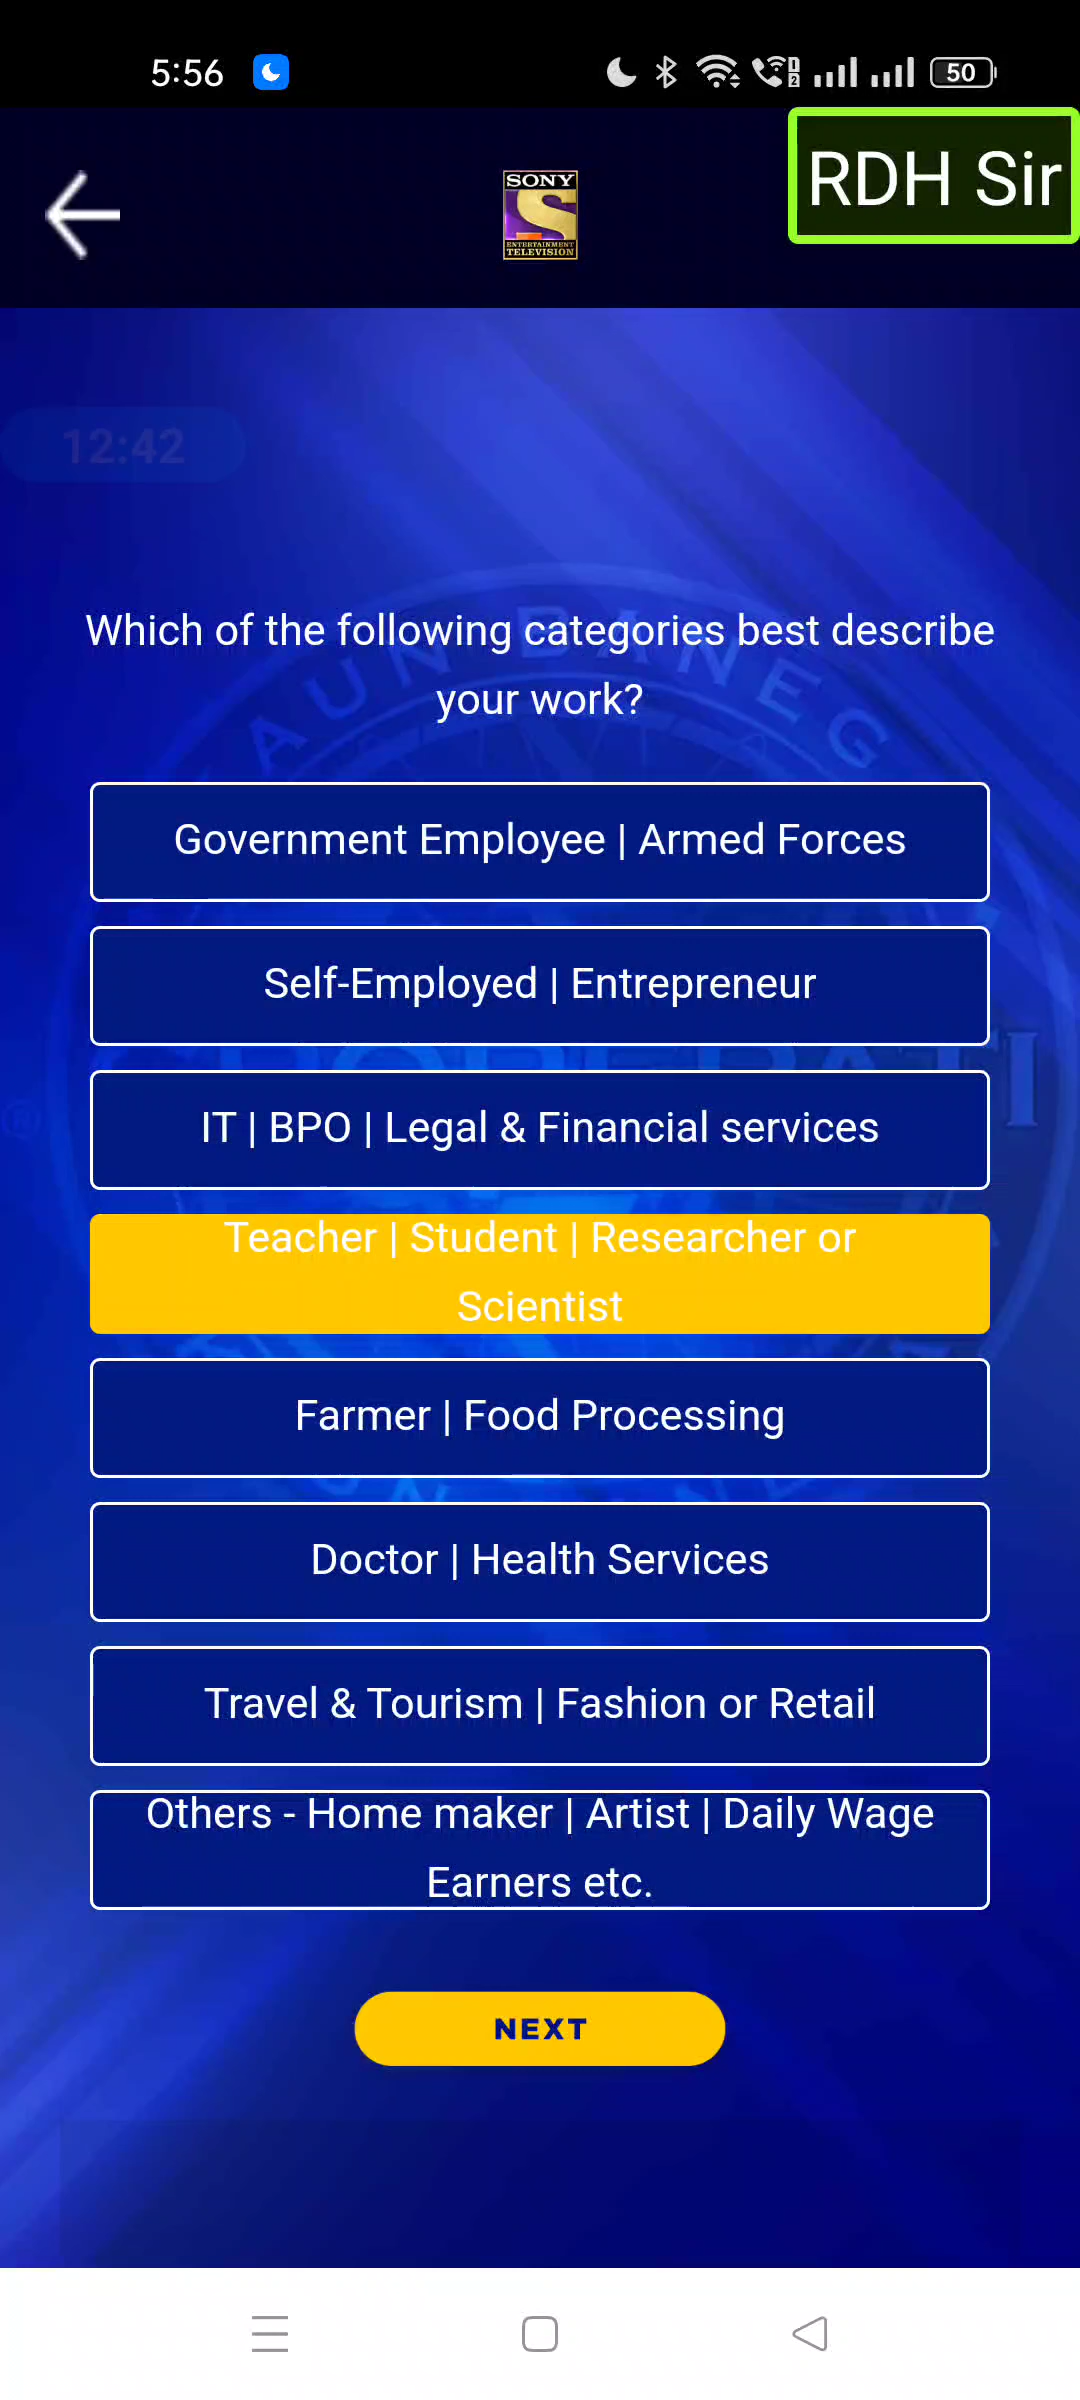 5:56
50
RDH Sir
SONY
ENTERTAINMENT
TELEVISION
12:42
KAUN BANEGA
Which of the following categories best describe
your work?
Government Employee | Armed Forces
Self-Employed | Entrepreneur
IT | BPO | Legal & Financial services
Teacher | Student | Researcher or
Scientist
Farmer | Food Processing
Doctor | Health Services
Travel & Tourism | Fashion or Retail
Others - Home maker | Artist | Daily Wage
Earners etc.
NEXT